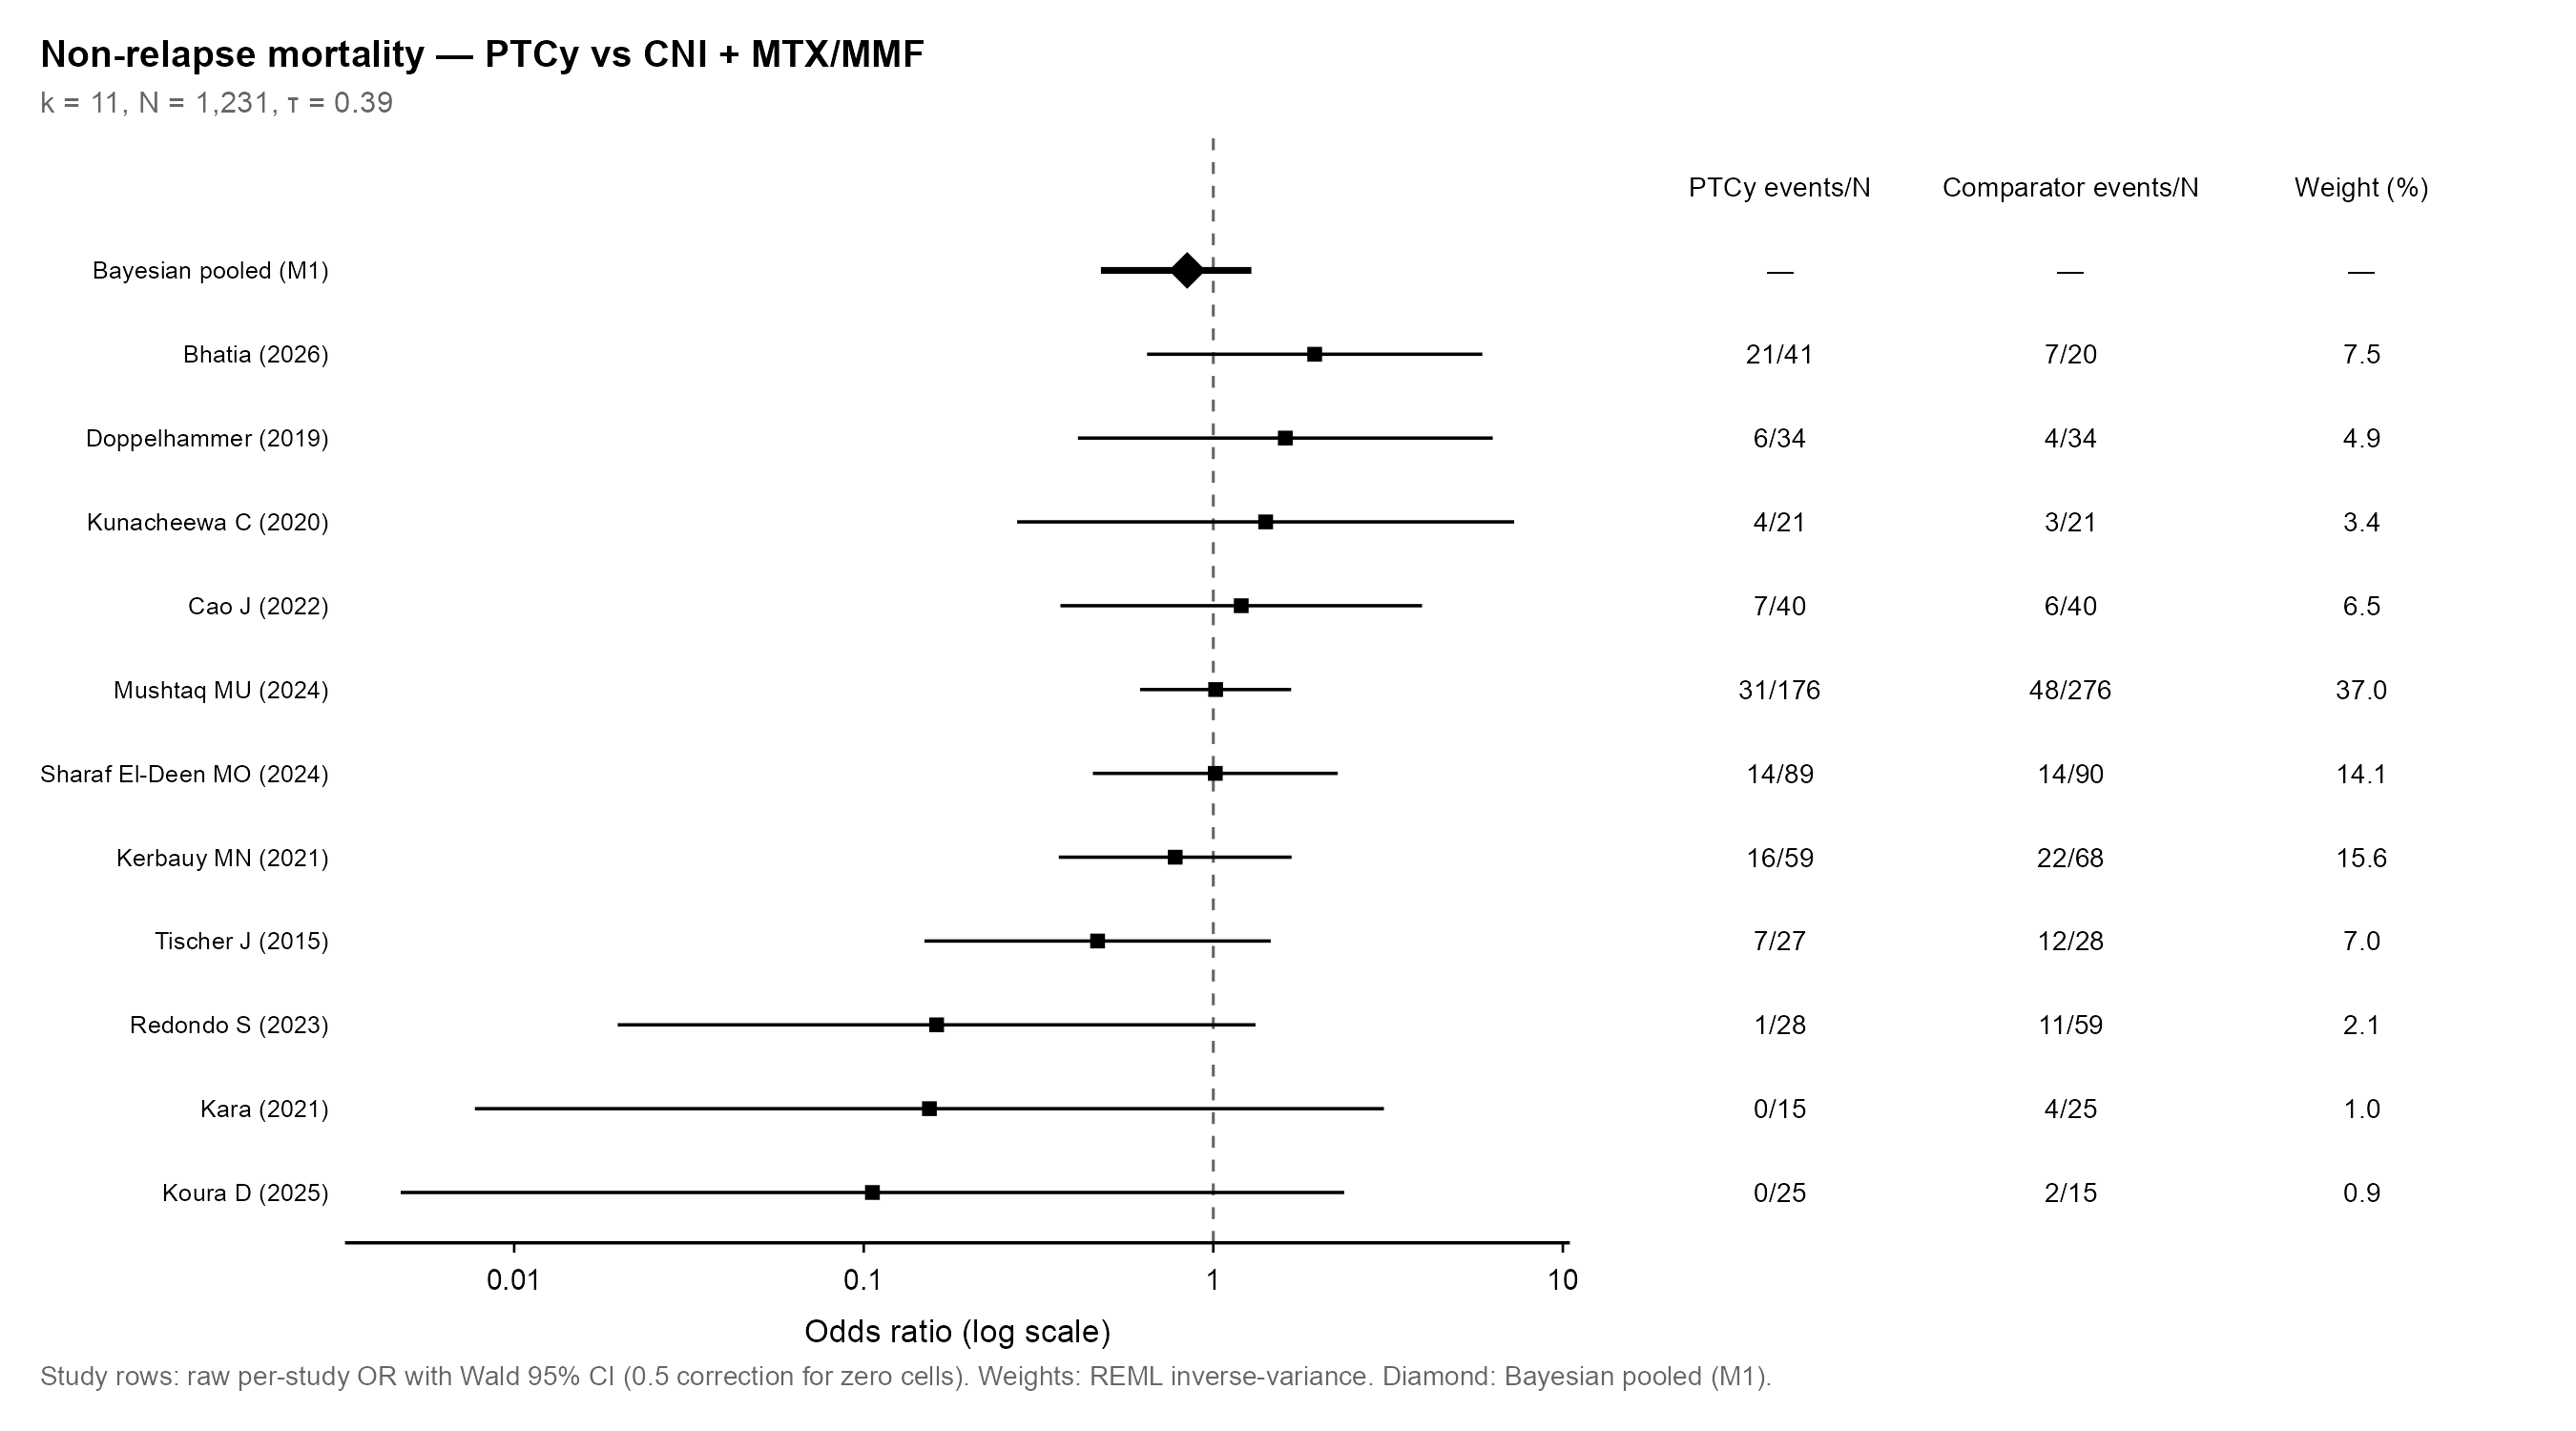 Non-relapse mortality — PTCy vs CNI + MTX/MMF
k = 11, N = 1,231, τ = 0.39
PTCy events/N Comparator events/N Weight (%)
Bayesian pooled (M1) — — —
Bhatia (2026) 21/41 7/20 7.5
Doppelhammer (2019) 6/34 4/34 4.9
Kunacheewa C (2020) 4/21 3/21 3.4
Cao J (2022) 7/40 6/40 6.5
Mushtaq MU (2024) 31/176 48/276 37.0
Sharaf El-Deen MO (2024) 14/89 14/90 14.1
Kerbauy MN (2021) 16/59 22/68 15.6
Tischer J (2015) 7/27 12/28 7.0
Redondo S (2023) 1/28 11/59 2.1
Kara (2021) 0/15 4/25 1.0
Koura D (2025) 0/25 2/15 0.9
0.01 0.1 1 10
Odds ratio (log scale)
Study rows: raw per-study OR with Wald 95% CI (0.5 correction for zero cells). Weights: REML inverse-variance. Diamond: Bayesian pooled (M1).